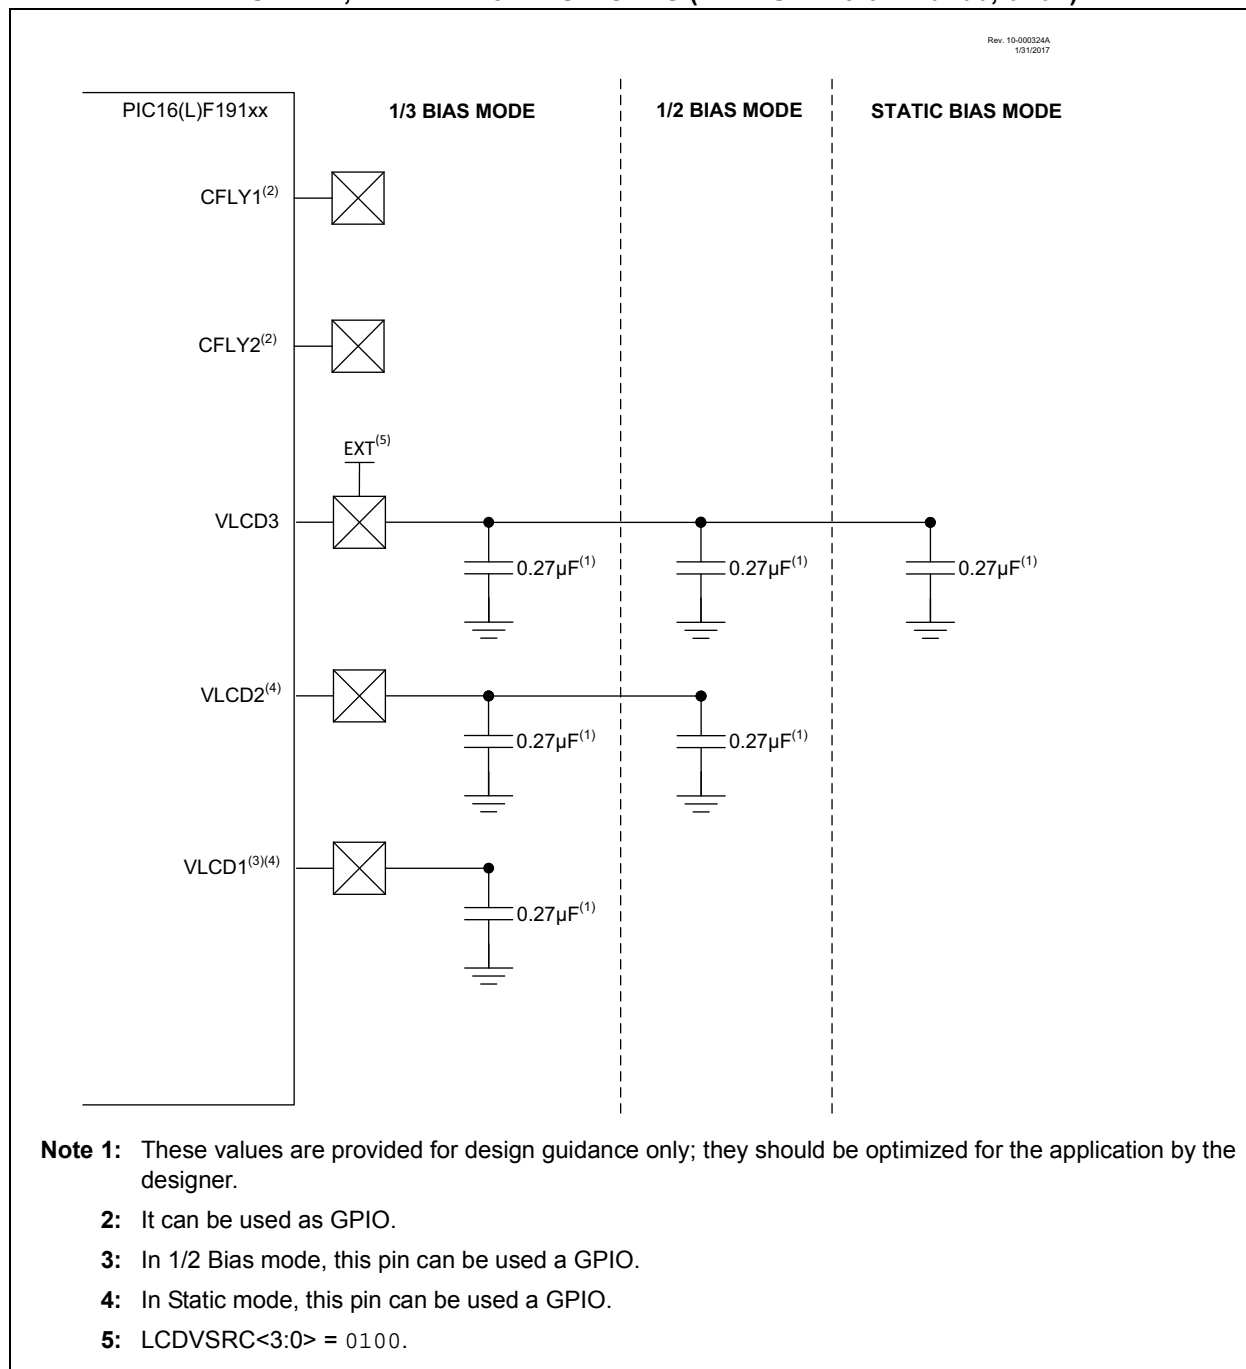 Rev. 10-000324A
1/31/2017
PIC16(L)F191xx
1/3 BIAS MODE
1/2 BIAS MODE
STATIC BIAS MODE
CFLY1(2)
CFLY2(2)
EXT(5)
VLCD3
0.27µF(1)
0.27µF(1)
0.27µF(1)
VLCD2(4)
0.27µF(1)
0.27µF(1)
VLCD1(3)(4)
0.27µF(1)
Note 1: These values are provided for design guidance only; they should be optimized for the application by the
designer.
2: It can be used as GPIO.
3: In 1/2 Bias mode, this pin can be used a GPIO.
4: In Static mode, this pin can be used a GPIO.
5: LCDVSRC<3:0> = 0100.